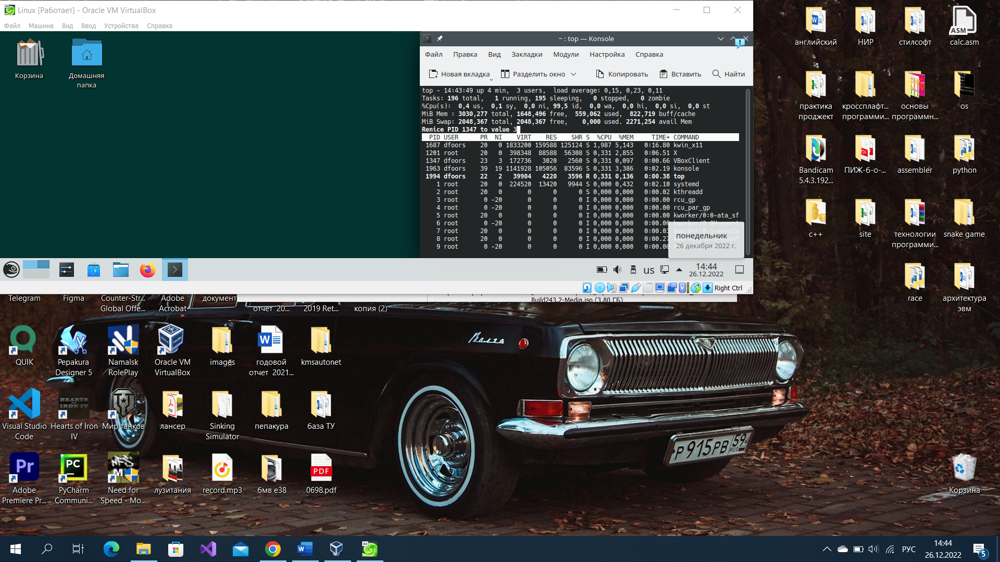 Linux [Работает] - Oracle VM VirtualBox
Файл Машина Вид Ввод Устройства Справка
Корзина
Домашняя
папка
~ : top — Konsole
Файл Правка Вид Закладки Модули Настройка Справка
Новая вкладка Разделить окно Копировать Вставить Найти
top - 14:43:49 up 4 min, 3 users, load average: 0,15, 0,23, 0,11
Tasks: 196 total, 1 running, 195 sleeping, 0 stopped, 0 zombie
%Cpu(s): 0,4 us, 0,1 sy, 0,0 ni, 99,5 id, 0,0 wa, 0,0 hi, 0,0 si, 0,0 st
MiB Mem : 3030,277 total, 1648,496 free, 559,062 used, 822,719 buff/cache
MiB Swap: 2048,367 total, 2048,367 free, 0,000 used. 2271,254 avail Mem
Renice PID 1347 to value 3
PID USER PR NI VIRT RES SHR S %CPU %MEM TIME+ COMMAND
1687 dfoors 20 0 1833200 159588 125124 S 1,987 5,143 0:16.80 kwin_x11
1201 root 20 0 398348 88588 56308 S 0,331 2,855 0:06.51 X
1347 dfoors 23 3 172736 3020 2560 S 0,331 0,097 0:00.66 VBoxClient
1963 dfoors 39 19 1141928 105056 83596 S 0,331 3,386 0:02.19 konsole
1994 dfoors 22 2 39904 4220 3596 R 0,331 0,136 0:00.38 top
1 root 20 0 224520 13420 9944 S 0,000 0,432 0:02.10 systemd
2 root 20 0 0 0 0 S 0,000 0,000 0:00.02 kthreadd
3 root 0 -20 0 0 0 I 0,000 0,000 0:00.00 rcu_gp
4 root 0 -20 0 0 0 I 0,000 0,000 0:00.00 rcu_par_gp
5 root 20 0 0 0 0 I 0,000 0,000 0:00.00 kworker/0:0-ata_sf
6 root 0 -20 0 0 0 I 0,000 0,000 0:00.00 kworker/0:0H-event
7 root 20 0 0 0 0 I 0,000 0,000 0:00.03 kworker/0:1-events
8 root 20 0 0 0 0 I 0,000 0,000 0:00.27
9 root 0 -20 0 0 0 I 0,000 0,000 0:00.00
понедельник
26 декабря 2022 г.
us
14:44
26.12.2022
Right Ctrl
Build243.2-Media.iso (3,80 ГБ)
английский
НИР
стилсофт
ASM
calc.asm
практика
проджект
кроссплафт...
программи...
основы
программн...
os
Bandicam
5.4.3.192...
ПИЖ-б-о-...
assembler
python
c++
site
технологии
программи...
snake game
race
архитектура
эвм
Telegram
Figma
Counter-Str...
Global Offe...
Adobe
Acrobat
документ
отчет 20...
2019 Ret...
копия (2)
QUIK
Pepakura
Designer 5
Namalsk
RolePlay
Oracle VM
VirtualBox
images
годовой
отчет 2021...
kmsautonet
Visual Studio
Code
HEARTS
OF
IRON IV
Hearts of Iron
IV
Мир танков
лансер
Sinking
Simulator
пепакура
база ТУ
Pr
Adobe
Premiere Pr...
PC
PyCharm
Communi...
Need for
Speed - Mo...
лузитания
record.mp3
бмв е38
PDF
0698.pdf
Волга
Р915РВ 59
RUS
Корзина
РУС
14:44
26.12.2022
5